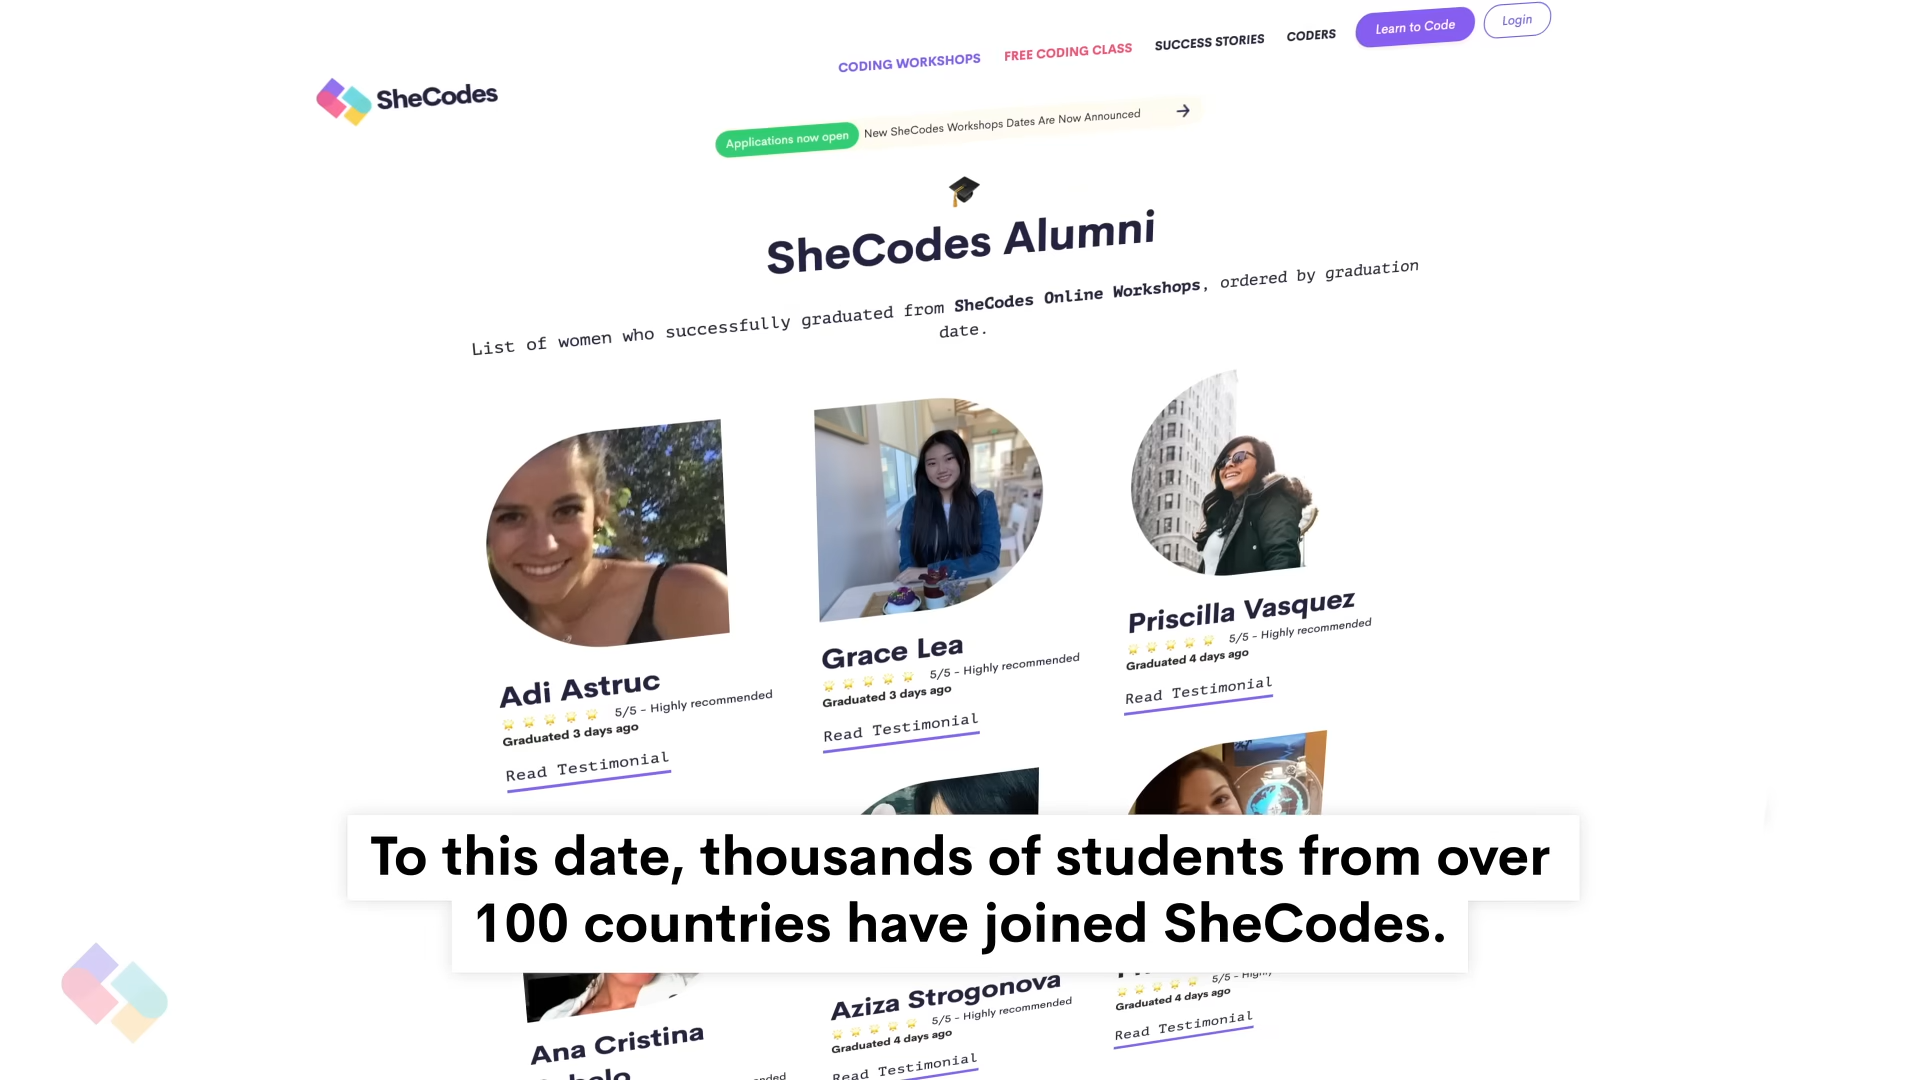 CODING WORKSHOPS FREE CODING CLASS SUCCESS STORIES CODERS Learn to Code Login
SheCodes
Applications now open New SheCodes Workshops Dates Are Now Announced →
SheCodes Alumni
List of women who successfully graduated from SheCodes Online Workshops, ordered by graduation
date.
Adi Astruc
5/5 - Highly recommended
Graduated 3 days ago
Read Testimonial
Grace Lea
5/5 - Highly recommended
Graduated 3 days ago
Read Testimonial
Priscilla Vasquez
5/5 - Highly recommended
Graduated 4 days ago
Read Testimonial
To this date, thousands of students from over
100 countries have joined SheCodes.
Ana Cristina
Aziza Strogonova
5/5 - Highly recommended
Graduated 4 days ago
Read Testimonial
5/5 -
Graduated 4 days ago
Read Testimonial